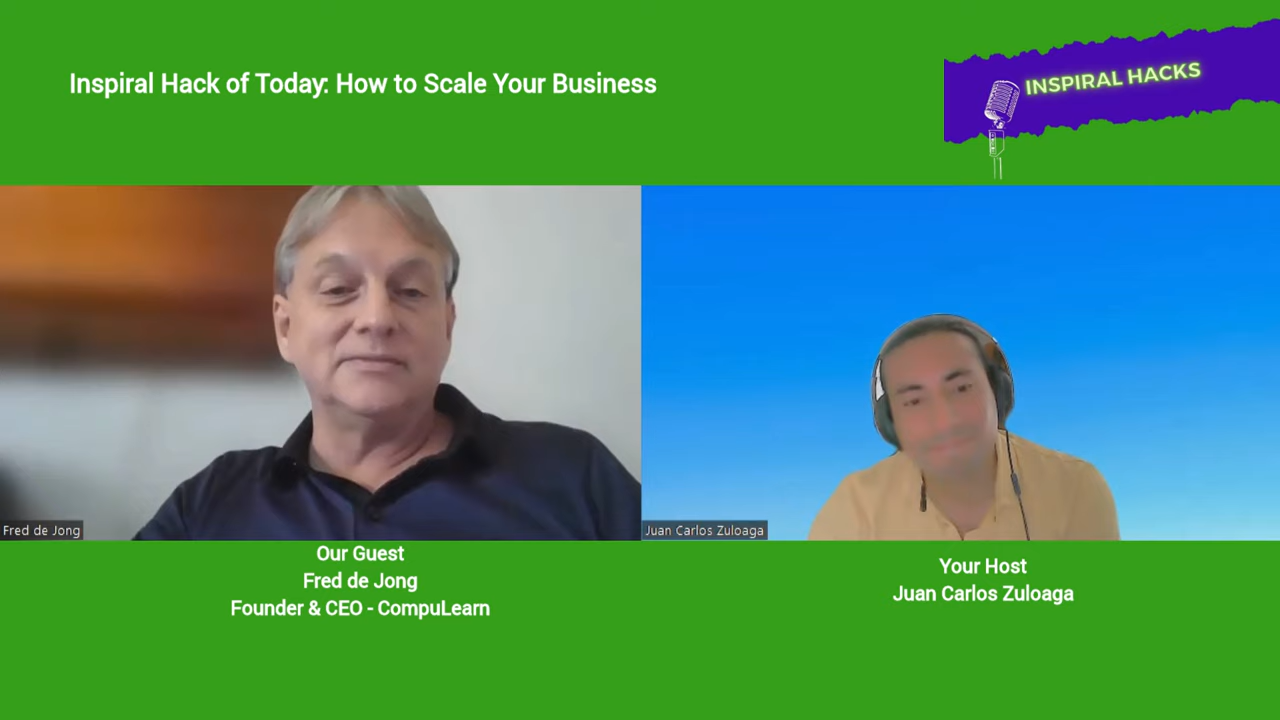 Inspiral Hack of Today: How to Scale Your Business
INSPIRAL HACKS
Fred de Jong
Juan Carlos Zuloaga
Our Guest
Fred de Jong
Founder & CEO - CompuLearn
Your Host
Juan Carlos Zuloaga